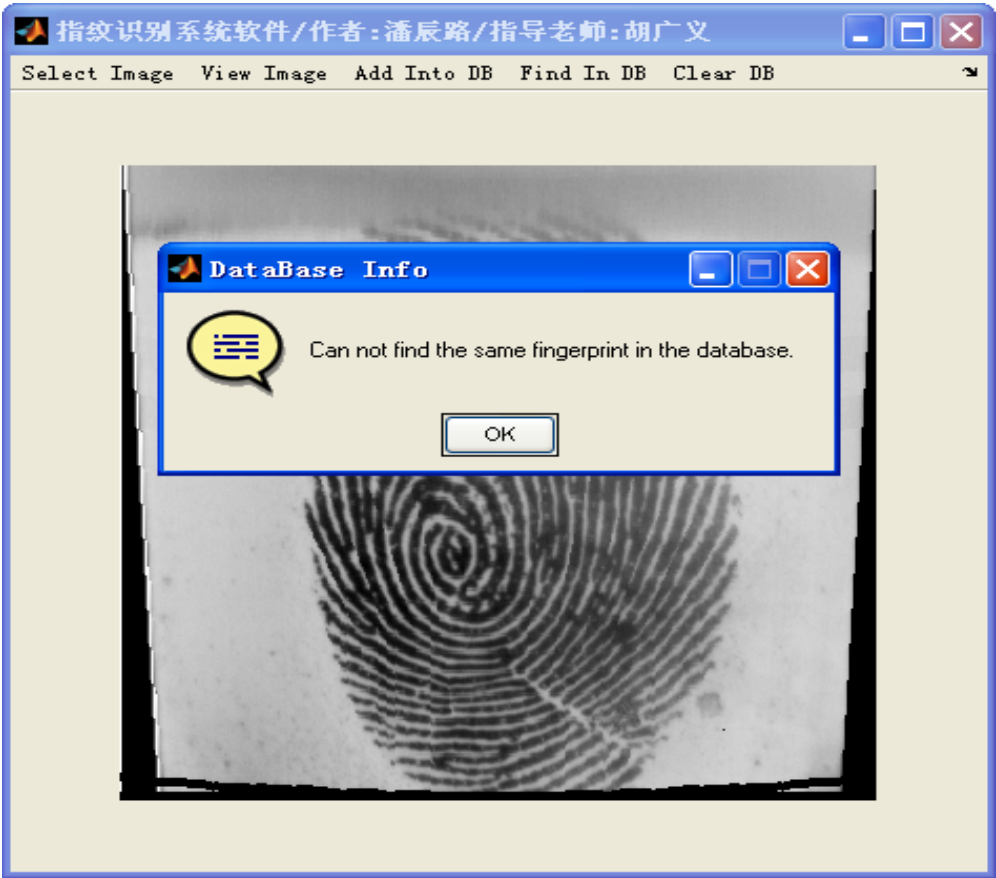 指纹识别系统软件/作者:潘辰路/指导老师:胡广义
Select Image View Image Add Into DB Find In DB Clear DB
DataBase Info
Can not find the same fingerprint in the database.
OK